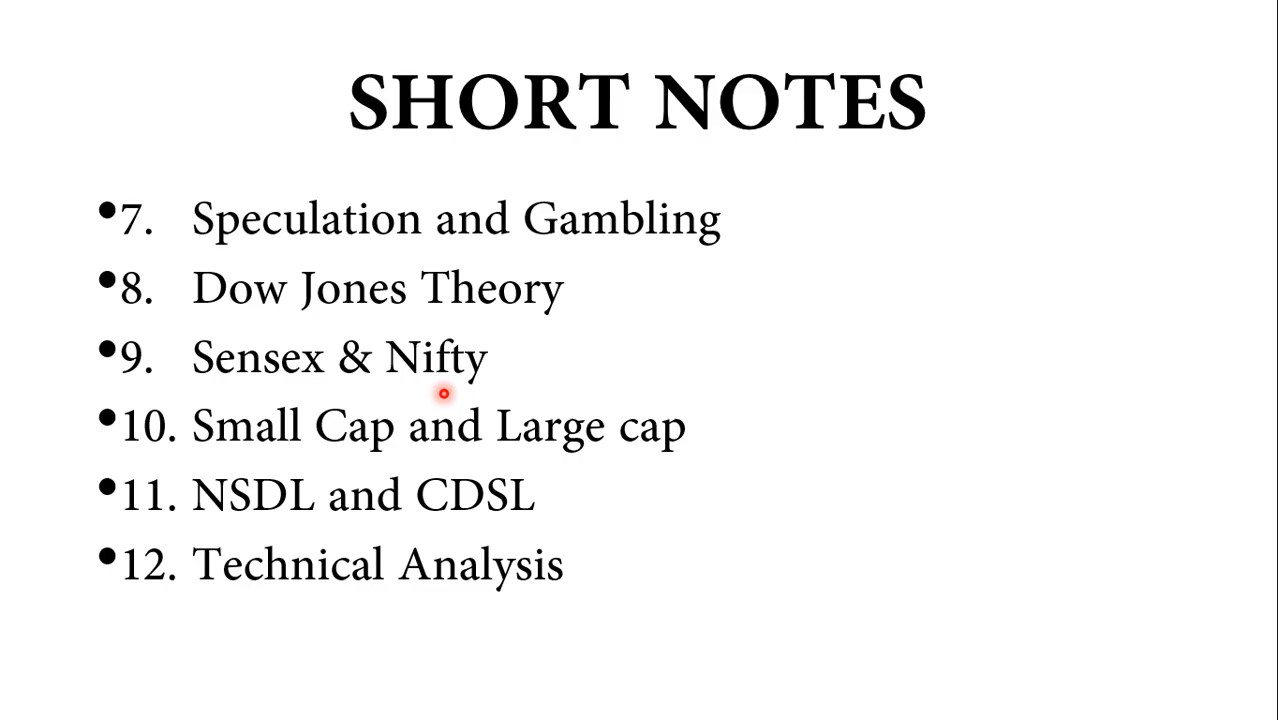 SHORT NOTES
•7. Speculation and Gambling
•8. Dow Jones Theory
•9. Sensex & Nifty
•10. Small Cap and Large cap
•11. NSDL and CDSL
•12. Technical Analysis